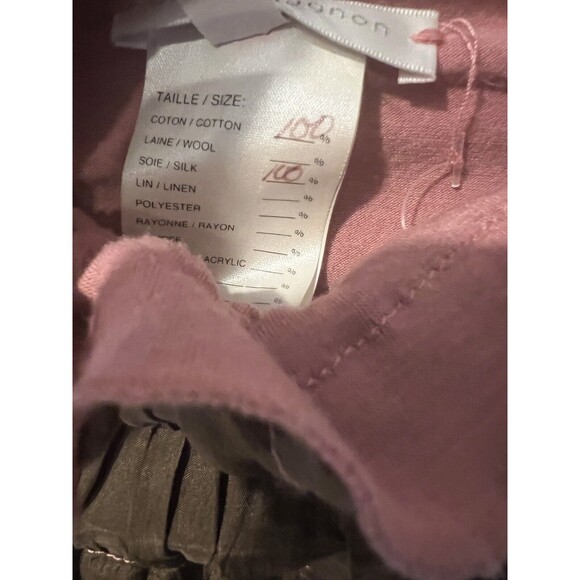 TAILLE / SIZE:
COTON / COTTON 100 %
LAINE / WOOL %
SOIE / SILK 100 %
LIN / LINEN %
POLYESTER %
RAYONNE / RAYON %
%
ACRYLIC %
%
%